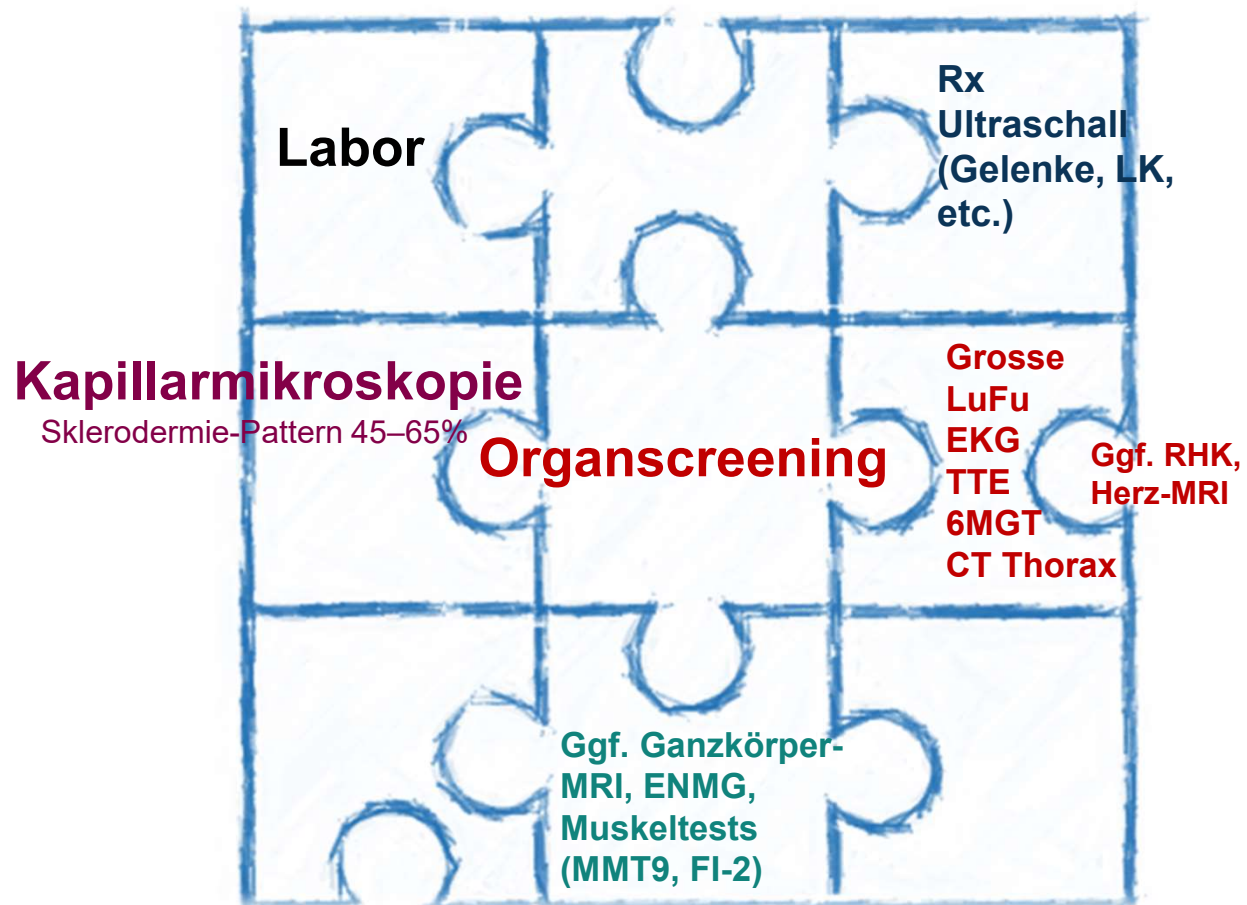 Labor
Rx
Ultraschall
(Gelenke, LK,
etc.)
Kapillarmikroskopie
Sklerodermie-Pattern 45–65%
Organscreening
Grosse
LuFu
EKG
TTE
6MGT
CT Thorax
Ggf. RHK,
Herz-MRI
Ggf. Ganzkörper-
MRI, ENMG,
Muskeltests
(MMT9, FI-2)